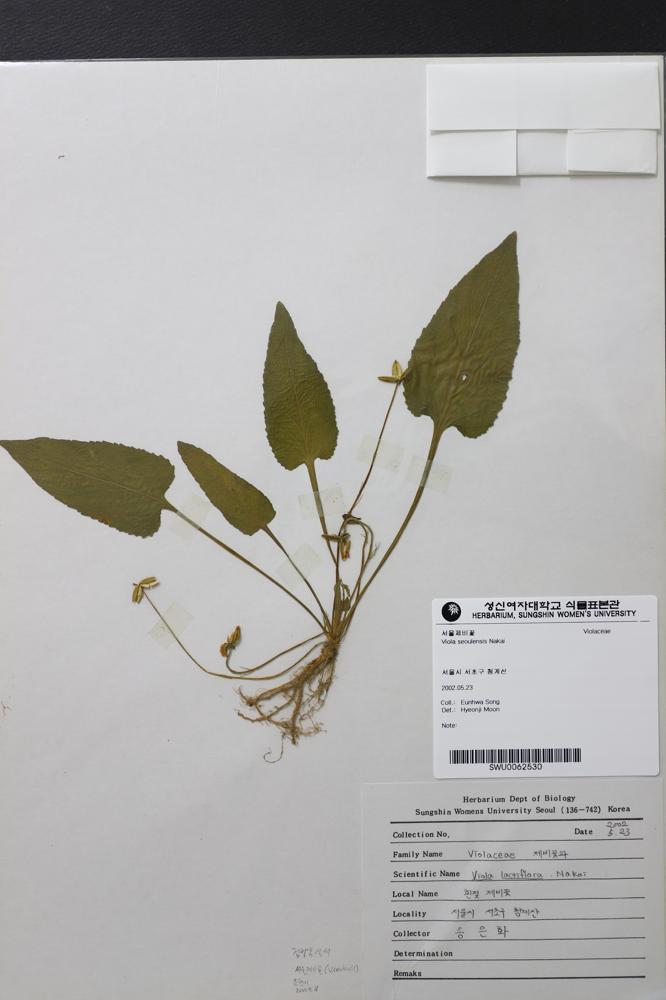 성신여자대학교 식물표본관
HERBARIUM, SUNGSHIN WOMEN'S UNIVERSITY
서울제비꽃 Violaceae
Viola seoulensis Nakai
서울시 서초구 청계산
2002.05.23
Coll.: Eunhwa Song
Det.: Hyeonji Moon
Note:
SWU0062530
Herbarium Dept of Biology
Sungshin Womens University Seoul (136-742) Korea
Collection No. Date 2002 5.23
Family Name Violaceae 제비꽃과
Scientific Name Viola lactiflora. Nakai
Local Name 흰젖 제비꽃
Locality 서울시 서초구 청계산
Collector 송 은 화
Determination
Remarks